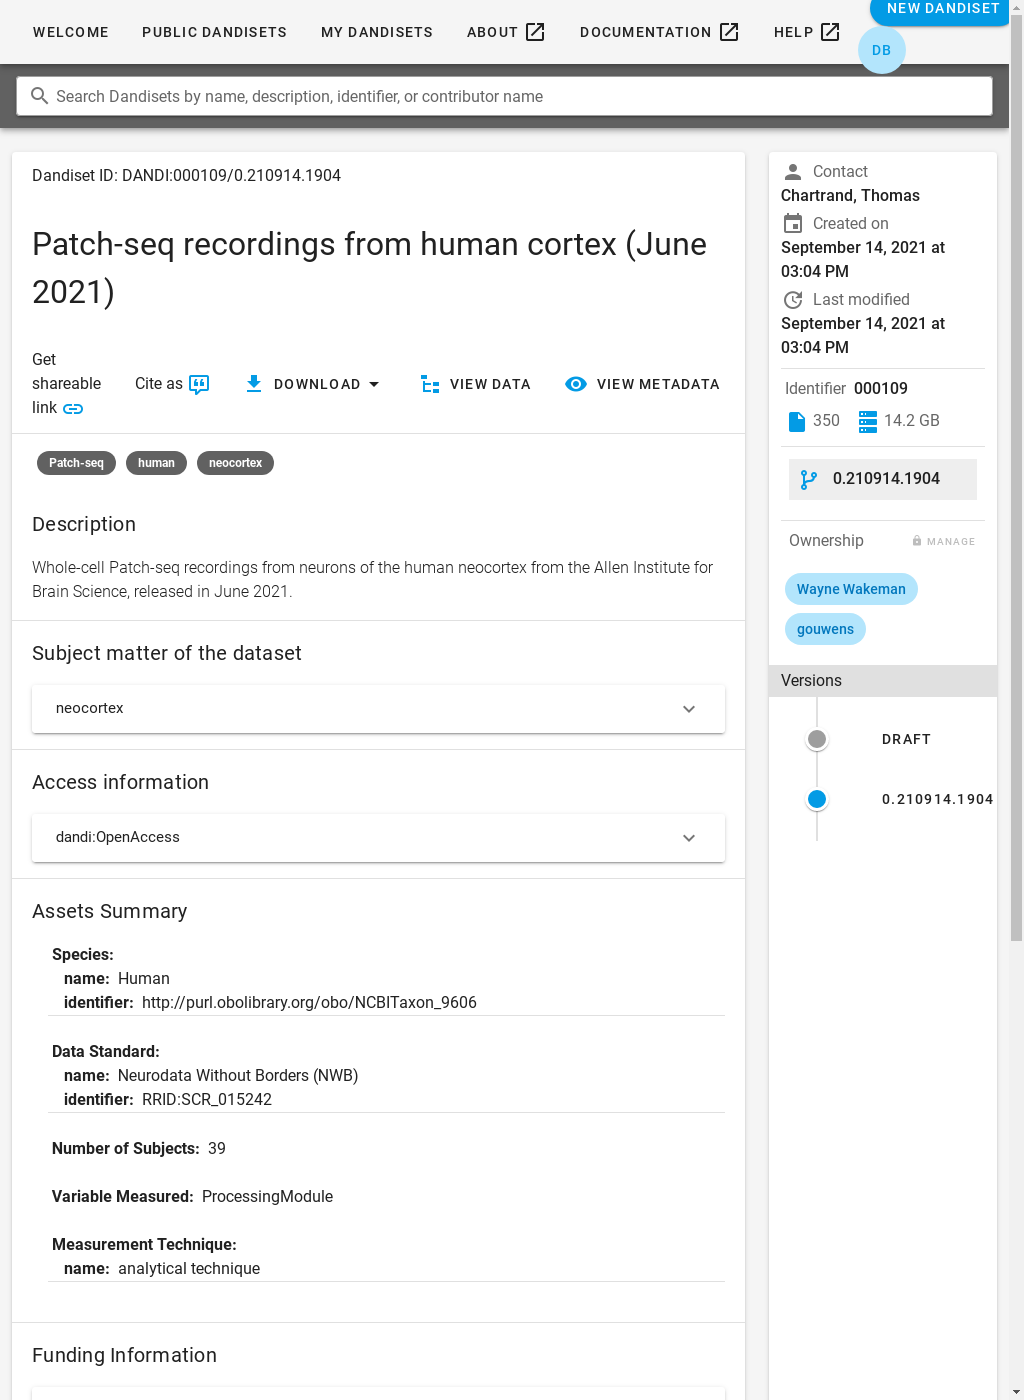 WELCOME
PUBLIC DANDISETS
MY DANDISETS
ABOUT
DOCUMENTATION
HELP
NEW DANDISET
DB
Search Dandisets by name, description, identifier, or contributor name
Dandiset ID: DANDI:000109/0.210914.1904
Patch-seq recordings from human cortex (June
2021)
Get
shareable
link
Cite as
DOWNLOAD
VIEW DATA
VIEW METADATA
Patch-seq
human
neocortex
Description
Whole-cell Patch-seq recordings from neurons of the human neocortex from the Allen Institute for
Brain Science, released in June 2021.
Subject matter of the dataset
neocortex
Access information
dandi:OpenAccess
Assets Summary
Species:
name: Human
identifier: http://purl.obolibrary.org/obo/NCBITaxon_9606
Data Standard:
name: Neurodata Without Borders (NWB)
identifier: RRID:SCR_015242
Number of Subjects: 39
Variable Measured: ProcessingModule
Measurement Technique:
name: analytical technique
Funding Information
Contact
Chartrand, Thomas
Created on
September 14, 2021 at
03:04 PM
Last modified
September 14, 2021 at
03:04 PM
Identifier 000109
350
14.2 GB
0.210914.1904
Ownership
MANAGE
Wayne Wakeman
gouwens
Versions
DRAFT
0.210914.1904